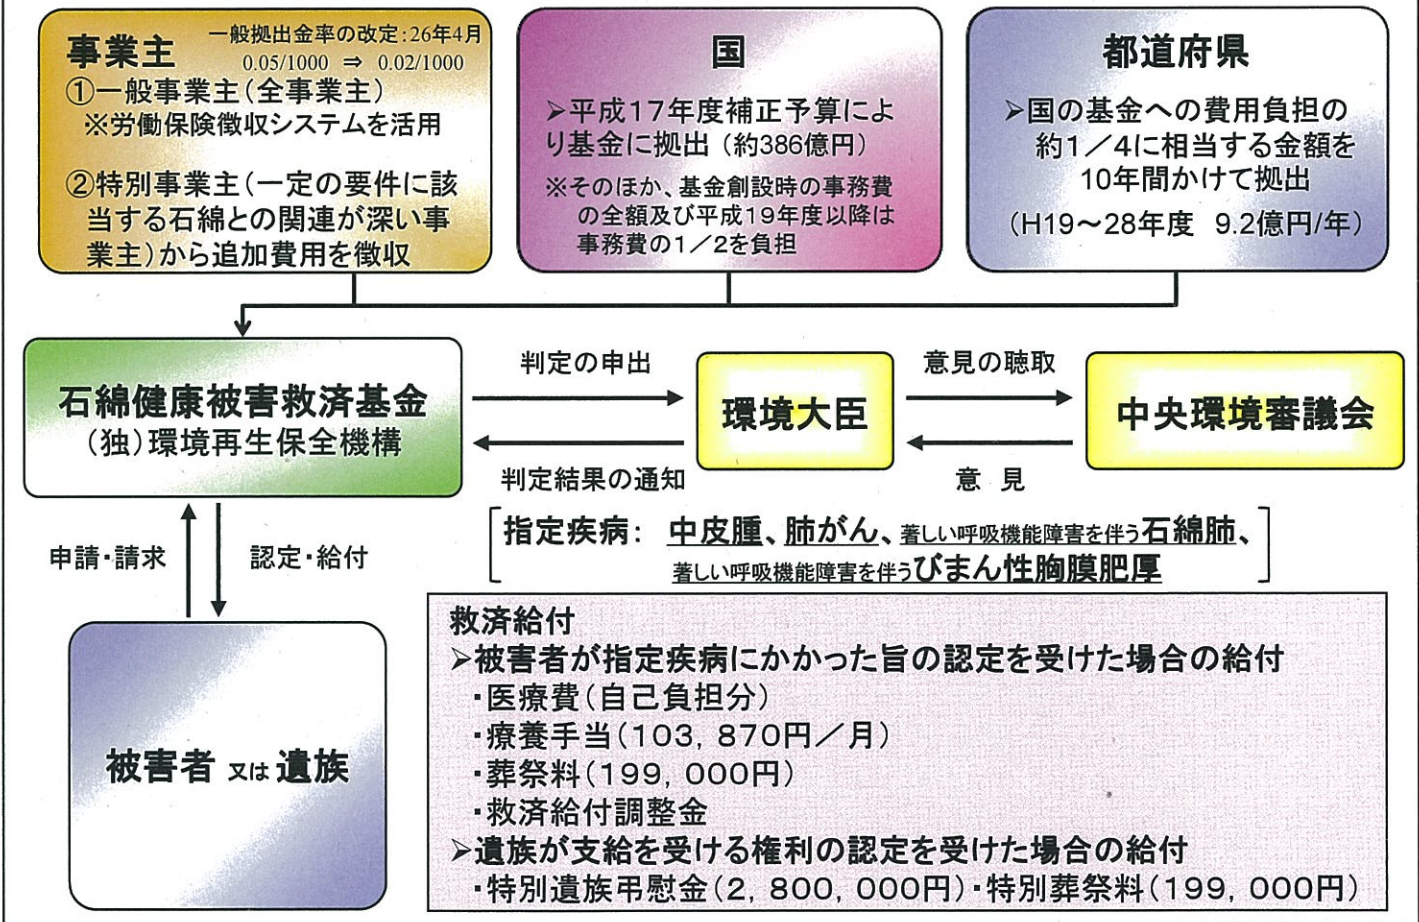 事業主
一般拠出金率の改定:26年4月
0.05/1000 ⇒ 0.02/1000
①一般事業主(全事業主)
※労働保険徴収システムを活用
②特別事業主(一定の要件に該
当する石綿との関連が深い事
業主)から追加費用を徴収
国
➢平成17年度補正予算によ
り基金に拠出(約386億円)
※そのほか、基金創設時の事務費
の全額及び平成19年度以降は
事務費の1/2を負担
都道府県
➢国の基金への費用負担の
約1/4に相当する金額を
10年間かけて拠出
(H19~28年度 9.2億円/年)
石綿健康被害救済基金
(独)環境再生保全機構
判定の申出
判定結果の通知
環境大臣
意見の聴取
意 見
中央環境審議会
指定疾病: 中皮腫、肺がん、著しい呼吸機能障害を伴う石綿肺、
著しい呼吸機能障害を伴うびまん性胸膜肥厚
申請・請求
認定・給付
被害者 又は 遺族
救済給付
➢被害者が指定疾病にかかった旨の認定を受けた場合の給付
・医療費(自己負担分)
・療養手当(103,870円/月)
・葬祭料(199,000円)
・救済給付調整金
➢遺族が支給を受ける権利の認定を受けた場合の給付
・特別遺族弔慰金(2,800,000円)・特別葬祭料(199,000円)